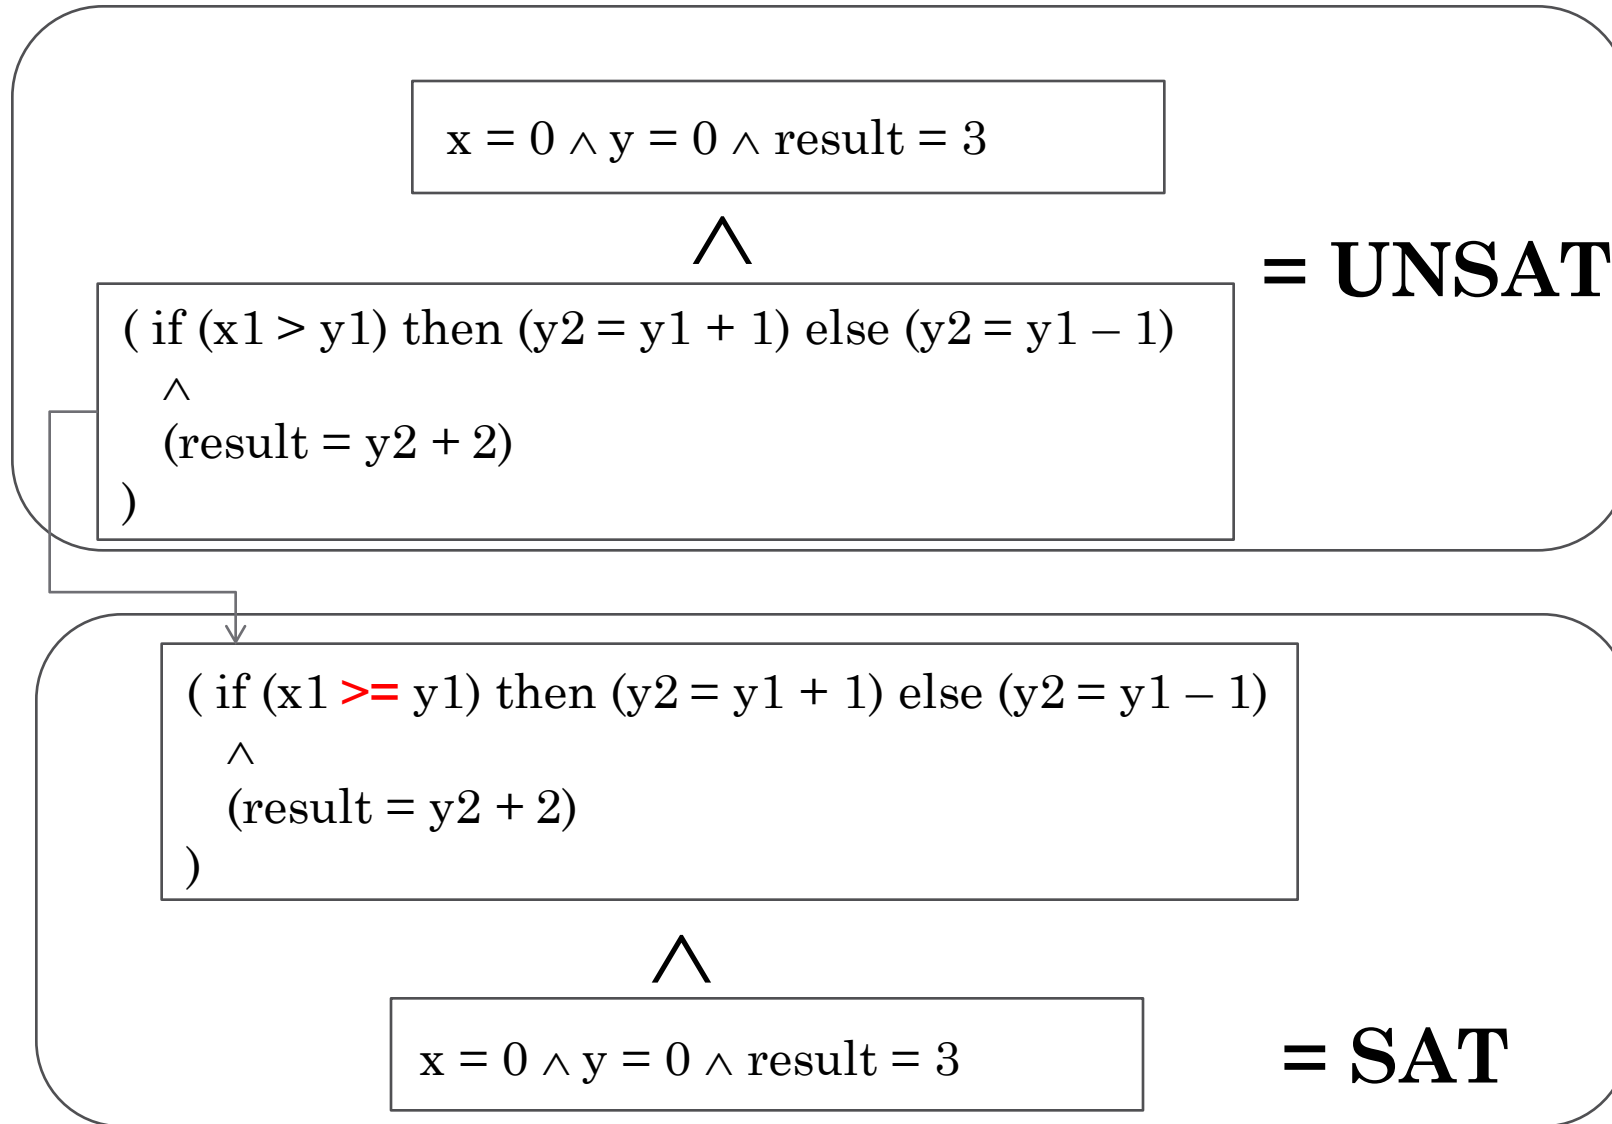 x = 0 ∧ y = 0 ∧ result = 3
∧
= UNSAT
( if (x1 > y1) then (y2 = y1 + 1) else (y2 = y1 – 1)
∧
(result = y2 + 2)
)
( if (x1 >= y1) then (y2 = y1 + 1) else (y2 = y1 – 1)
∧
(result = y2 + 2)
)
∧
x = 0 ∧ y = 0 ∧ result = 3
= SAT